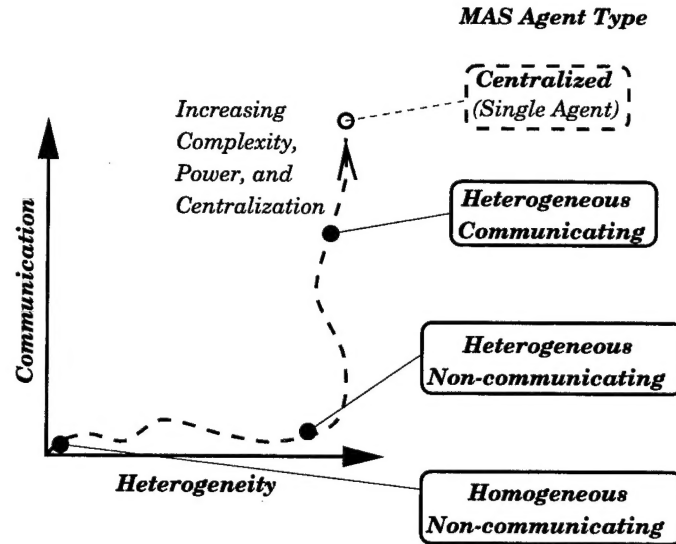 MAS Agent Type
Centralized
(Single Agent)
Increasing
Complexity,
Power, and
Centralization
Heterogeneous
Communicating
Communication
Heterogeneous
Non-communicating
Heterogeneity
Homogeneous
Non-communicating